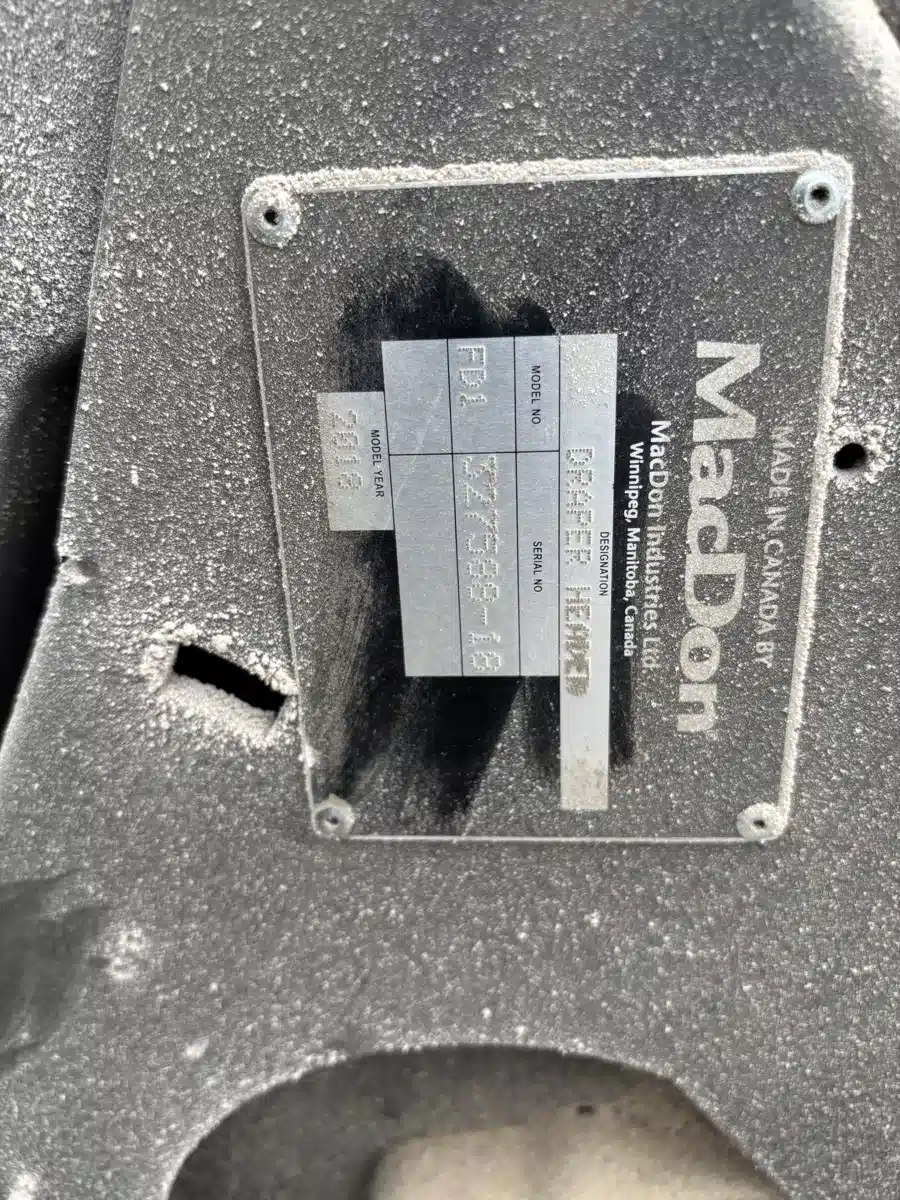 MADE IN CANADA BY
MacDon
MacDon Industries Ltd
Winnipeg, Manitoba, Canada
DESIGNATION
DRAPER HEADER
MODEL NO.
SERIAL NO.
FD1
327588-18
MODEL YEAR
2018